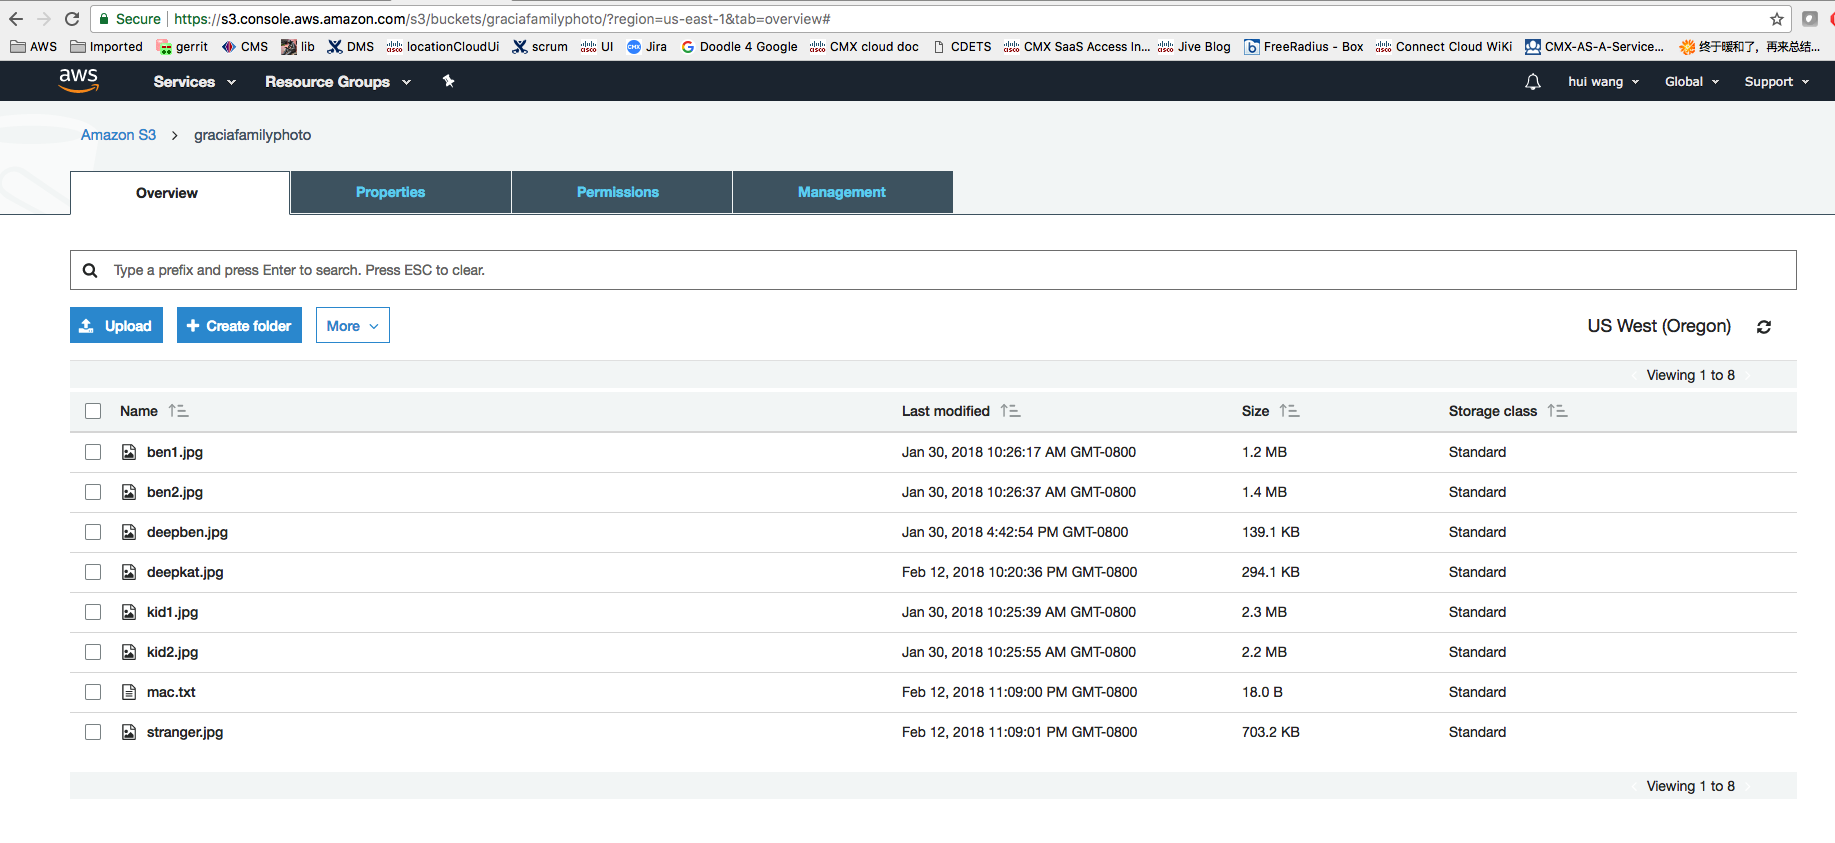 Secure https://s3.console.aws.amazon.com/s3/buckets/graciafamilyphoto/?region=us-east-1&tab=overview#
AWS Imported gerrit CMS lib DMS locationCloudUi scrum UI Jira Doodle 4 Google CMX cloud doc CDETS CMX SaaS Access In... Jive Blog FreeRadius - Box Connect Cloud WiKi CMX-AS-A-Service... 终于暖和了，再来总结...
aws Services Resource Groups hui wang Global Support
Amazon S3 > graciafamilyphoto
Overview Properties Permissions Management
Type a prefix and press Enter to search. Press ESC to clear.
Upload + Create folder More US West (Oregon)
Viewing 1 to 8
Name Last modified Size Storage class
ben1.jpg Jan 30, 2018 10:26:17 AM GMT-0800 1.2 MB Standard
ben2.jpg Jan 30, 2018 10:26:37 AM GMT-0800 1.4 MB Standard
deepben.jpg Jan 30, 2018 4:42:54 PM GMT-0800 139.1 KB Standard
deepkat.jpg Feb 12, 2018 10:20:36 PM GMT-0800 294.1 KB Standard
kid1.jpg Jan 30, 2018 10:25:39 AM GMT-0800 2.3 MB Standard
kid2.jpg Jan 30, 2018 10:25:55 AM GMT-0800 2.2 MB Standard
mac.txt Feb 12, 2018 11:09:00 PM GMT-0800 18.0 B Standard
stranger.jpg Feb 12, 2018 11:09:01 PM GMT-0800 703.2 KB Standard
Viewing 1 to 8